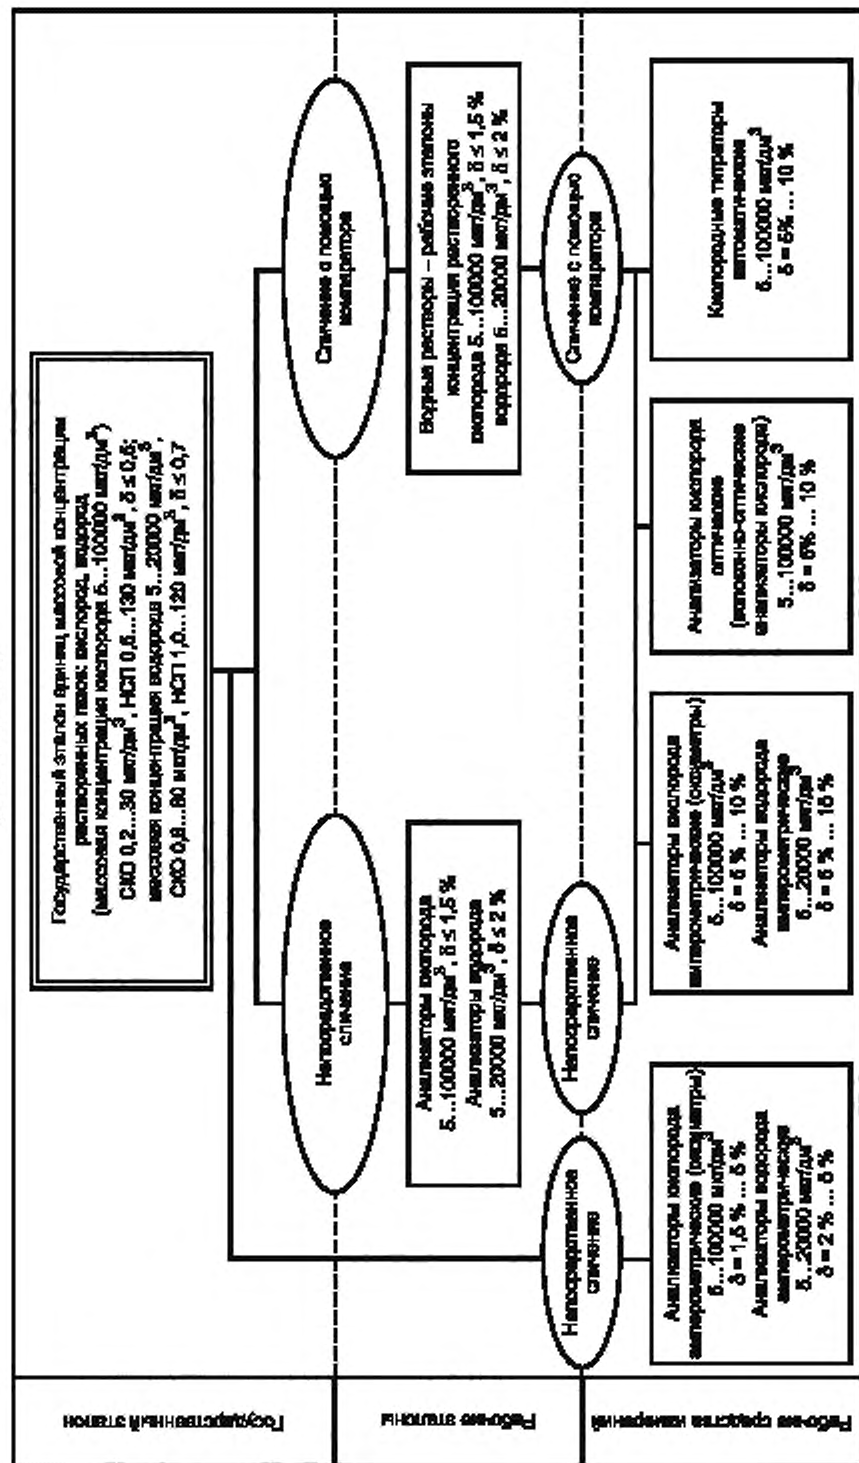 Государственный эталон
Государственный эталон единиц массовой концентрации
растворенных газов: кислород, водород
(массовая концентрация кислорода 5...100000 мкг/дм³)
СКО 0,2...30 мкг/дм³, НСП 0,6...130 мкг/дм³, δ ≤ 0,5;
массовая концентрация водорода 5...20000 мкг/дм³,
СКО 0,8...80 мкг/дм³, НСП 1,0...120 мкг/дм³, δ ≤ 0,7
Непосредственное
сличение
Сличение с помощью
компаратора
Рабочие эталоны
Анализаторы кислорода
5...100000 мкг/дм³, δ ≤ 1,5 %
Анализаторы водорода
5...20000 мкг/дм³, δ ≤ 2 %
Водные растворы – рабочие эталоны
концентрации растворенного
кислорода 5...100000 мкг/дм³, δ ≤ 1,5 %
водорода 5...20000 мкг/дм³, δ ≤ 2 %
Непосредственное
сличение
Непосредственное
сличение
Сличение с помощью
компаратора
Рабочие средства измерений
Анализаторы кислорода
амперометрические (оксиметры)
5...100000 мкг/дм³
δ = 1,5 % ... 5 %
Анализаторы водорода
амперометрические
5...20000 мкг/дм³
δ = 2 % ... 5 %
Анализаторы кислорода
амперометрические (оксиметры)
5...100000 мкг/дм³
δ = 5 % ... 10 %
Анализаторы водорода
амперометрические
5...20000 мкг/дм³
δ = 5 % ... 15 %
Анализаторы кислорода
оптические
(волоконно-оптические
анализаторы кислорода)
5...100000 мкг/дм³
δ = 5% ... 10 %
Кислородные титраторы
автоматические
5...100000 мкг/дм³
δ = 5% ... 10 %